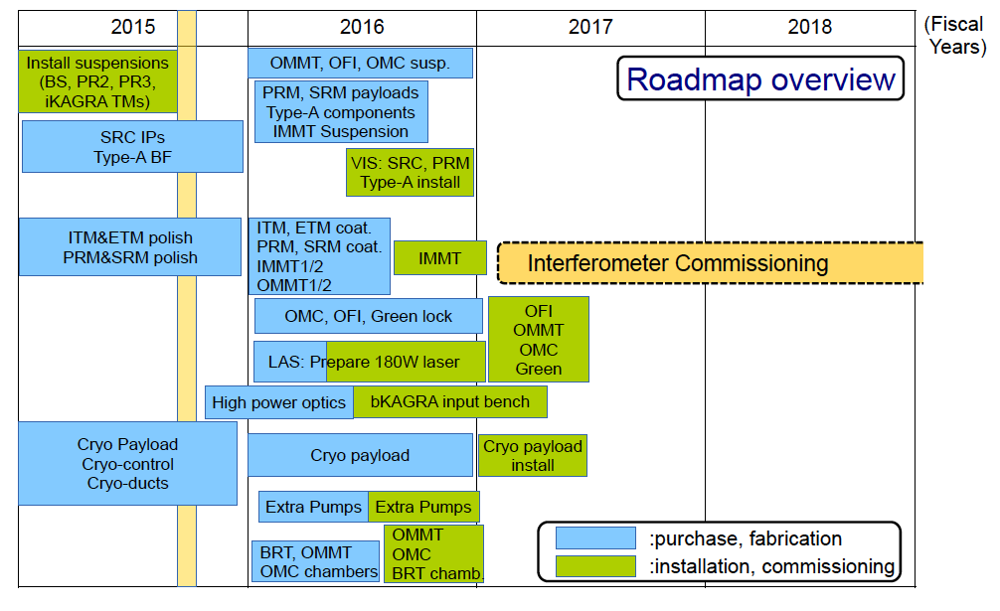 2015
2016
2017
2018
(Fiscal
Years)
Install suspensions
(BS, PR2, PR3,
iKAGRA TMs)
OMMT, OFI, OMC susp.
Roadmap overview
PRM, SRM payloads
Type-A components
IMMT Suspension
SRC IPs
Type-A BF
VIS: SRC, PRM
Type-A install
ITM&ETM polish
PRM&SRM polish
ITM, ETM coat.
PRM, SRM coat.
IMMT1/2
OMMT1/2
IMMT
Interferometer Commissioning
OMC, OFI, Green lock
OFI
OMMT
OMC
Green
LAS: Prepare 180W laser
High power optics
bKAGRA input bench
Cryo Payload
Cryo-control
Cryo-ducts
Cryo payload
Cryo payload
install
Extra Pumps
Extra Pumps
BRT, OMMT
OMC chambers
OMMT
OMC
BRT chamb.
:purchase, fabrication
:installation, commissioning